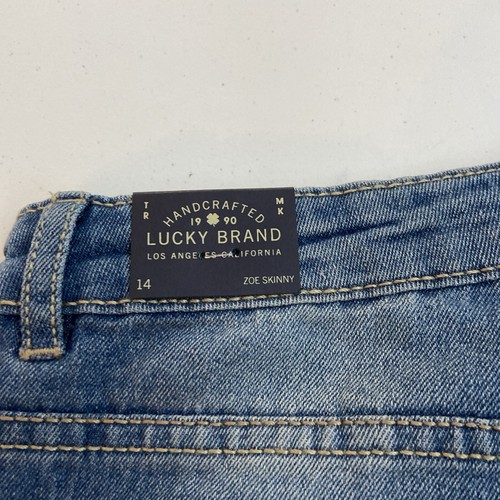 TR MK
HANDCRAFTED
19 90
LUCKY BRAND
LOS ANGELES CALIFORNIA
14 ZOE SKINNY